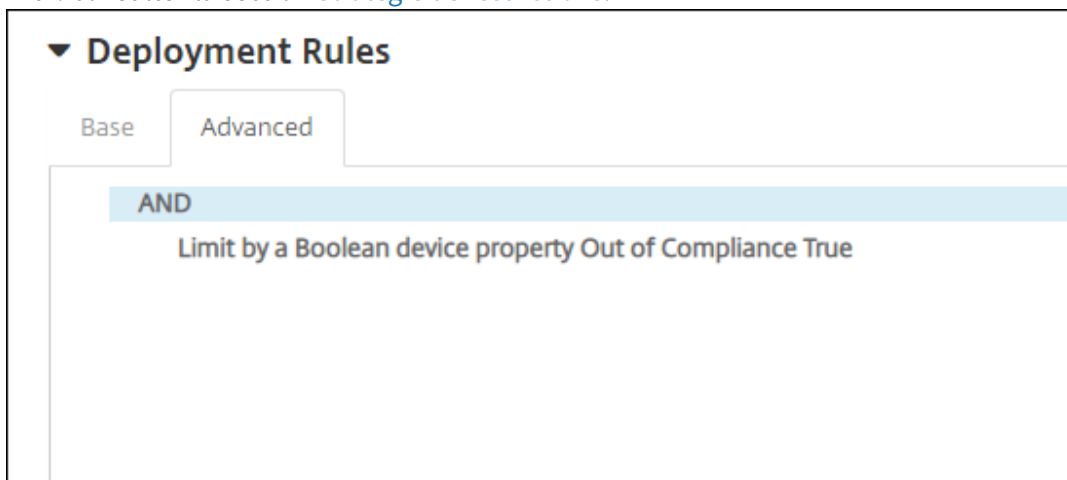 Deployment Rules
Base Advanced
AND
Limit by a Boolean device property Out of Compliance True